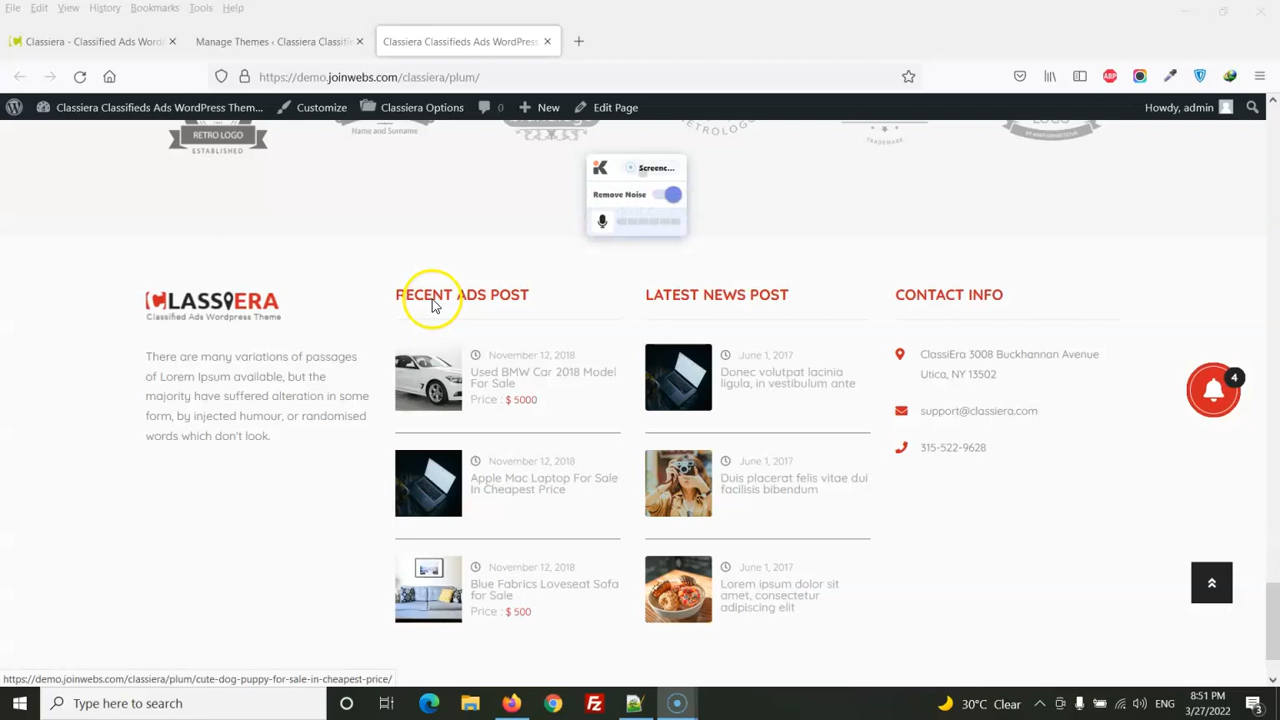 File Edit View History Bookmarks Tools Help
Classiera - Classified Ads Word
Manage Themes ‹ Classiera Classifie
Classiera Classifieds Ads WordPress
https://demo.joinwebs.com/classiera/plum/
ABP
Classiera Classifieds Ads WordPress Them...
Customize
Classiera Options
0
New
Edit Page
Howdy, admin
RETRO LOGO
ESTABLISHED
Name and Surname
RETROLOGO
TRADEMARK
Screenc...
Remove Noise
CLASSIERA
Classified Ads Wordpress Theme
There are many variations of passages
of Lorem Ipsum available, but the
majority have suffered alteration in some
form, by injected humour, or randomised
words which don't look.
RECENT ADS POST
November 12, 2018
Used BMW Car 2018 Model
For Sale
Price : $ 5000
November 12, 2018
Apple Mac Laptop For Sale
In Cheapest Price
November 12, 2018
Blue Fabrics Loveseat Sofa
for Sale
Price : $ 500
LATEST NEWS POST
June 1, 2017
Donec volutpat lacinia
ligula, in vestibulum ante
June 1, 2017
Duis placerat felis vitae dui
facilisis bibendum
June 1, 2017
Lorem ipsum dolor sit
amet, consectetur
adipiscing elit
CONTACT INFO
ClassiEra 3008 Buckhannan Avenue
Utica, NY 13502
support@classiera.com
315-522-9628
4
https://demo.joinwebs.com/classiera/plum/cute-dog-puppy-for-sale-in-cheapest-price/
Type here to search
30°C Clear
ENG
8:51 PM
3/27/2022
3